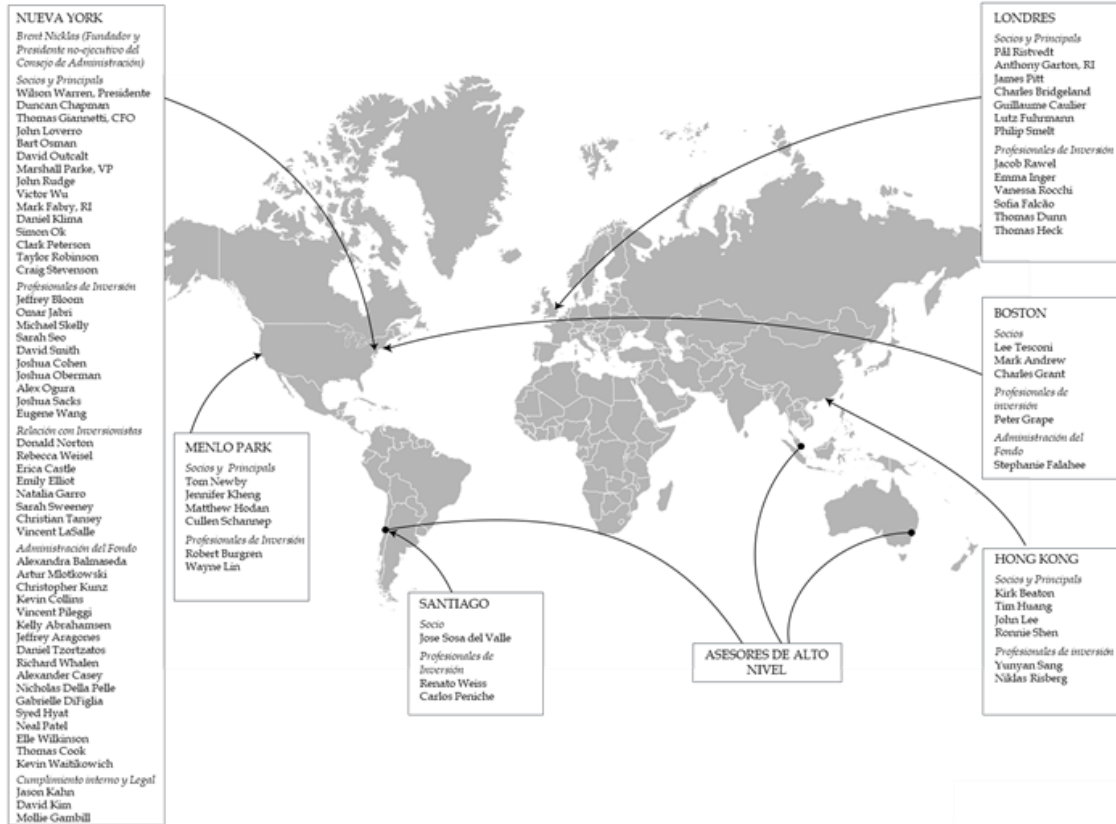 NUEVA YORK
Brent Nicklas (Fundador y
Presidente no-ejecutivo del
Consejo de Administración)
Socios y Principals
Wilson Warren, Presidente
Duncan Chapman
Thomas Giannetti, CFO
John Loverro
Bart Osman
David Outcalt
Marshall Parke, VP
John Rudge
Victor Wu
Mark Fabry, RI
Daniel Klima
Simon Ok
Clark Peterson
Taylor Robinson
Craig Stevenson
Profesionales de Inversión
Jeffrey Bloom
Omar Jabri
Michael Skelly
Sarah Seo
David Smith
Joshua Cohen
Joshua Oberman
Alex Ogura
Joshua Sacks
Eugene Wang
Relación con Inversionistas
Donald Norton
Rebecca Weisel
Erica Castle
Emily Elliot
Natalia Garro
Sarah Sweeney
Christian Tansey
Vincent LaSalle
Administración del Fondo
Alexandra Balmaseda
Artur Mlotkowski
Christopher Kunz
Kevin Collins
Vincent Pileggi
Kelly Abrahamsen
Jeffrey Aragones
Daniel Tzortzatos
Richard Whalen
Alexander Casey
Nicholas Della Pelle
Gabrielle DiFiglia
Syed Hyat
Neal Patel
Elle Wilkinson
Thomas Cook
Kevin Waitikowich
Cumplimiento interno y Legal
Jason Kahn
David Kim
Mollie Gambill
MENLO PARK
Socios y Principals
Tom Newby
Jennifer Kheng
Matthew Hodan
Cullen Schannep
Profesionales de Inversión
Robert Burgren
Wayne Lin
SANTIAGO
Socio
Jose Sosa del Valle
Profesionales de
Inversión
Renato Weiss
Carlos Peniche
ASESORES DE ALTO
NIVEL
LONDRES
Socios y Principals
Pål Ristvedt
Anthony Garton, RI
James Pitt
Charles Bridgeland
Guillaume Caulier
Lutz Fuhrmann
Philip Smelt
Profesionales de Inversión
Jacob Rawel
Emma Inger
Vanessa Rocchi
Sofia Falcão
Thomas Dunn
Thomas Heck
BOSTON
Socios
Lee Tesconi
Mark Andrew
Charles Grant
Profesionales de
inversión
Peter Grape
Administración del
Fondo
Stephanie Falahee
HONG KONG
Socios y Principals
Kirk Beaton
Tim Huang
John Lee
Ronnie Shen
Profesionales de inversión
Yunyan Sang
Niklas Risberg